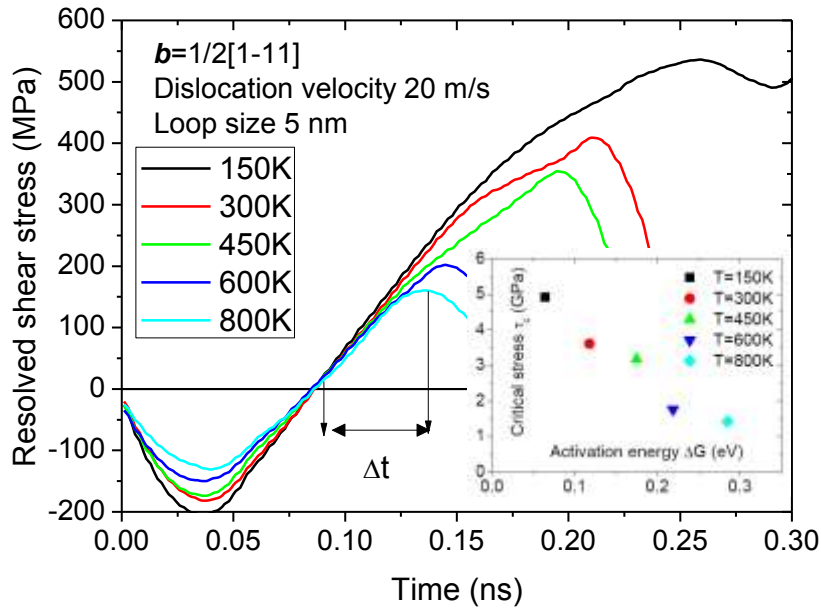 b=1/2[1-11]
Dislocation velocity 20 m/s
Loop size 5 nm
150K
300K
450K
600K
800K
Resolved shear stress (MPa)
600
500
400
300
200
100
0
-100
-200
0.00 0.05 0.10 0.15 0.20 0.25 0.30
Time (ns)
Δt
Critical stress τc (GPa)
6
5
4
3
2
1
0
T=150K
T=300K
T=450K
T=600K
T=800K
Activation energy ΔG (eV)
0.0 0.1 0.2 0.3